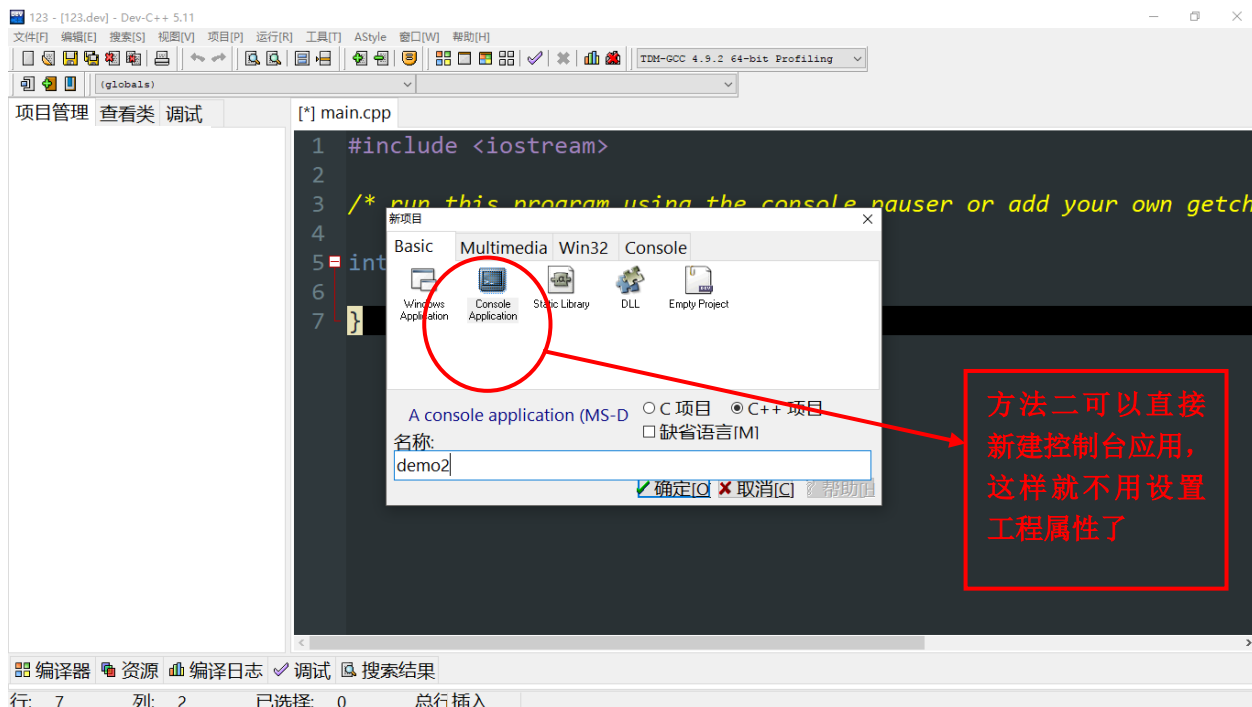 123 - [123.dev] - Dev-C++ 5.11
文件[F] 编辑[E] 搜索[S] 视图[V] 项目[P] 运行[R] 工具[T] AStyle 窗口[W] 帮助[H]
TDM-GCC 4.9.2 64-bit Profiling
(globals)
项目管理 查看类 调试
[*] main.cpp
1 #include <iostream>
2
3 /* run this program using the console pauser or add your own getch
4
5 int
6
7 }
新项目
Basic Multimedia Win32 Console
Windows Application
Console Application
Static Library
DLL
Empty Project
A console application (MS-D
C 项目 C++ 项目
缺省语言[M]
名称:
demo2
确定[O 取消[C] 帮助[H
方法二可以直接
新建控制台应用，
这样就不用设置
工程属性了
编译器 资源 编译日志 调试 搜索结果
行: 7 列: 2 已选择: 0 总行 插入